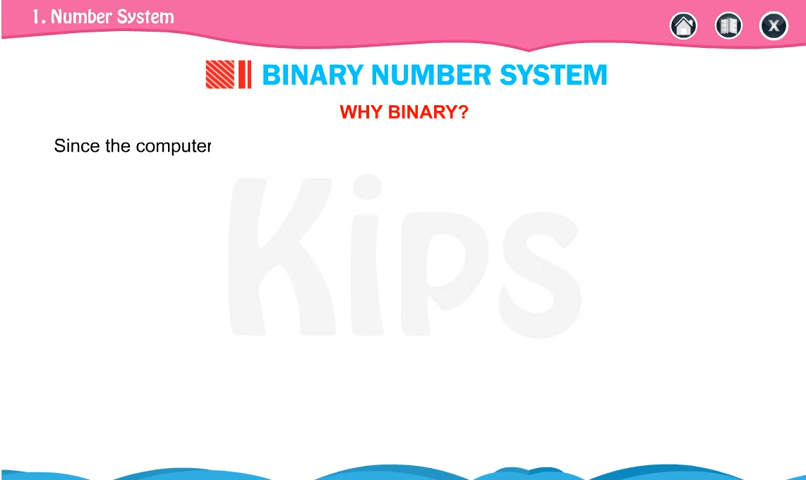 1. Number System
X
BINARY NUMBER SYSTEM
WHY BINARY?
Since the computer
Kips